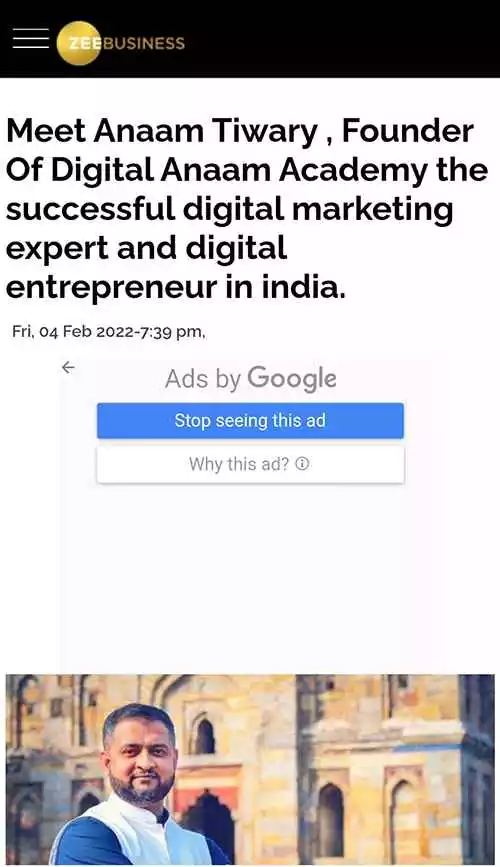 ZEEBUSINESS
Meet Anaam Tiwary , Founder
Of Digital Anaam Academy the
successful digital marketing
expert and digital
entrepreneur in india.
Fri, 04 Feb 2022-7:39 pm,
Ads by Google
Stop seeing this ad
Why this ad?